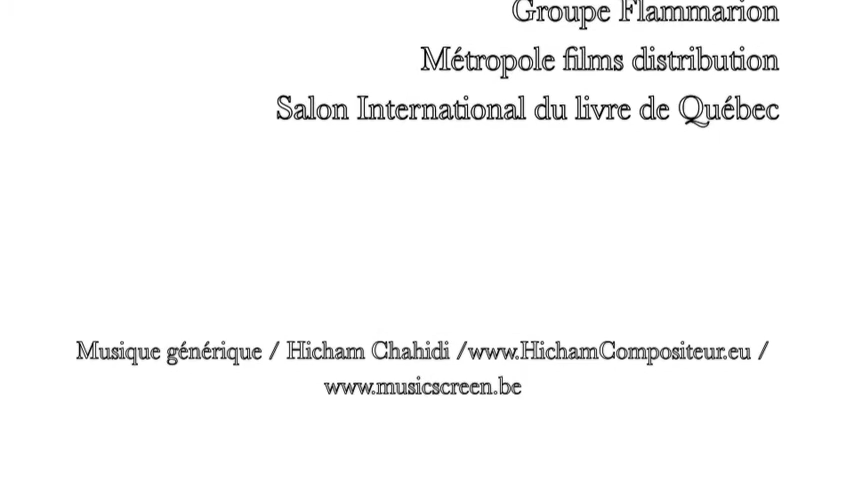 Groupe Flammarion
Métropole films distribution
Salon International du livre de Québec
Musique générique / Hicham Chahidi /www.HichamCompositeur.eu /
www.musicscreen.be